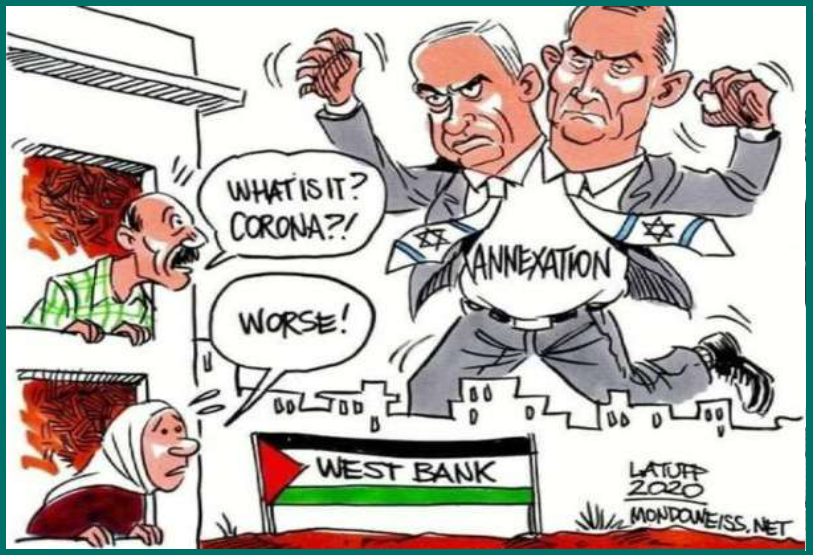 WHAT IS IT?
CORONA?!
WORSE!
ANNEXATION
WEST BANK
LATUFF
2020
MONDOWEISS.NET